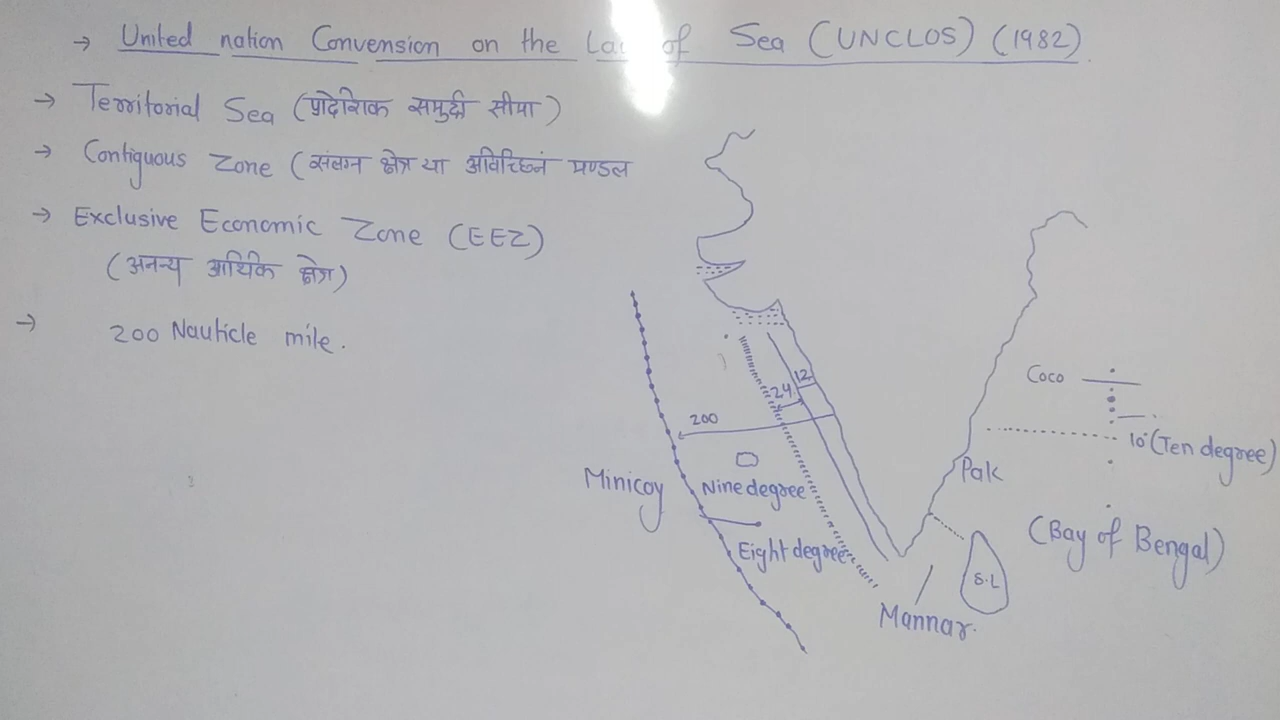 → United nation Convension on the La of Sea (UNCLOS) (1982)
→ Territorial Sea (प्रादेशिक समुद्री सीमा)
→ Contiguous Zone (संलग्न क्षेत्र या अविच्छिनं मण्डल
→ Exclusive Economic Zone (EEZ)
(अनन्य आर्थिक क्षेत्र)
→ 200 Nauticle mile.
12
24
200
Coco
10° (Ten degree)
Pak
Minicoy
Nine degree
(Bay of Bengal)
Eight degree
S.L
Mannar.